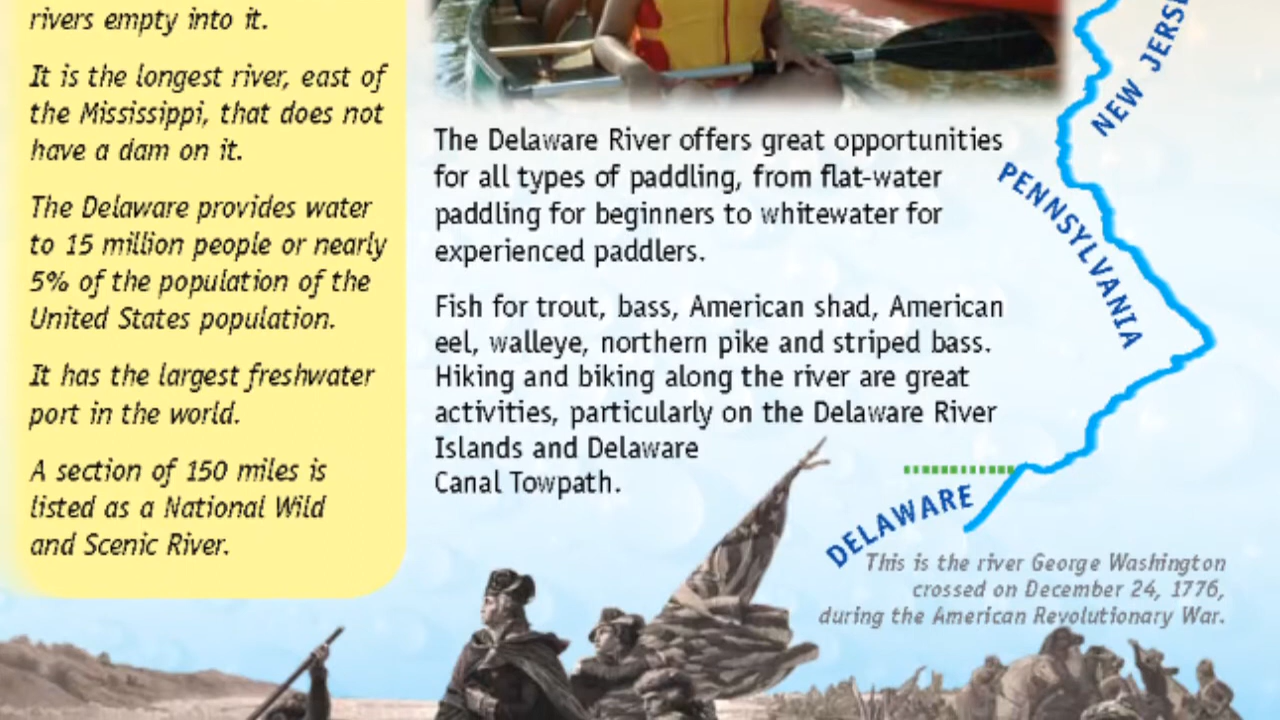 rivers empty into it.
It is the longest river, east of
the Mississippi, that does not
have a dam on it.
The Delaware provides water
to 15 million people or nearly
5% of the population of the
United States population.
It has the largest freshwater
port in the world.
A section of 150 miles is
listed as a National Wild
and Scenic River.
The Delaware River offers great opportunities
for all types of paddling, from flat-water
paddling for beginners to whitewater for
experienced paddlers.
Fish for trout, bass, American shad, American
eel, walleye, northern pike and striped bass.
Hiking and biking along the river are great
activities, particularly on the Delaware River
Islands and Delaware
Canal Towpath.
NEW JERSE
PENNSYLVANIA
DELAWARE
This is the river George Washington
crossed on December 24, 1776,
during the American Revolutionary War.